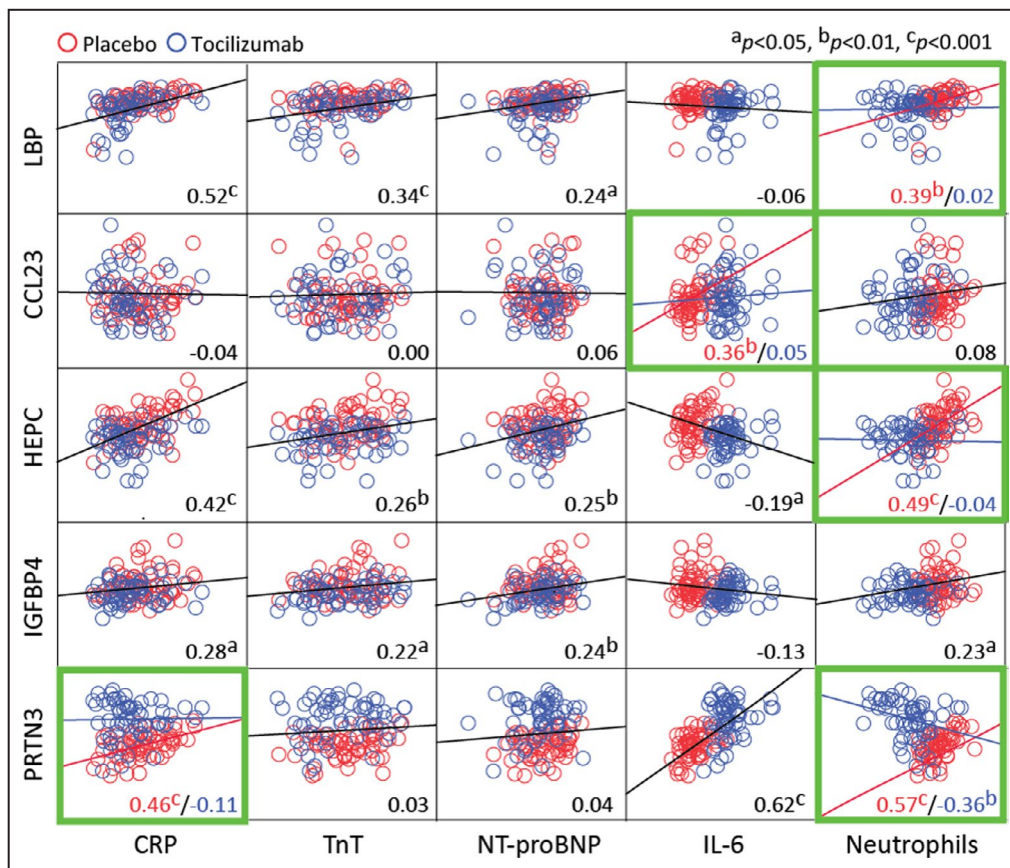 Placebo Tocilizumab ᵃp<0.05, ᵇp<0.01, ᶜp<0.001
LBP
0.52ᶜ 0.34ᶜ 0.24ᵃ -0.06 0.39ᵇ/0.02
CCL23
-0.04 0.00 0.06 0.36ᵇ/0.05 0.08
HEPC
0.42ᶜ 0.26ᵇ 0.25ᵇ -0.19ᵃ 0.49ᶜ/-0.04
IGFBP4
0.28ᵃ 0.22ᵃ 0.24ᵇ -0.13 0.23ᵃ
PRTN3
0.46ᶜ/-0.11 0.03 0.04 0.62ᶜ 0.57ᶜ/-0.36ᵇ
CRP TnT NT-proBNP IL-6 Neutrophils